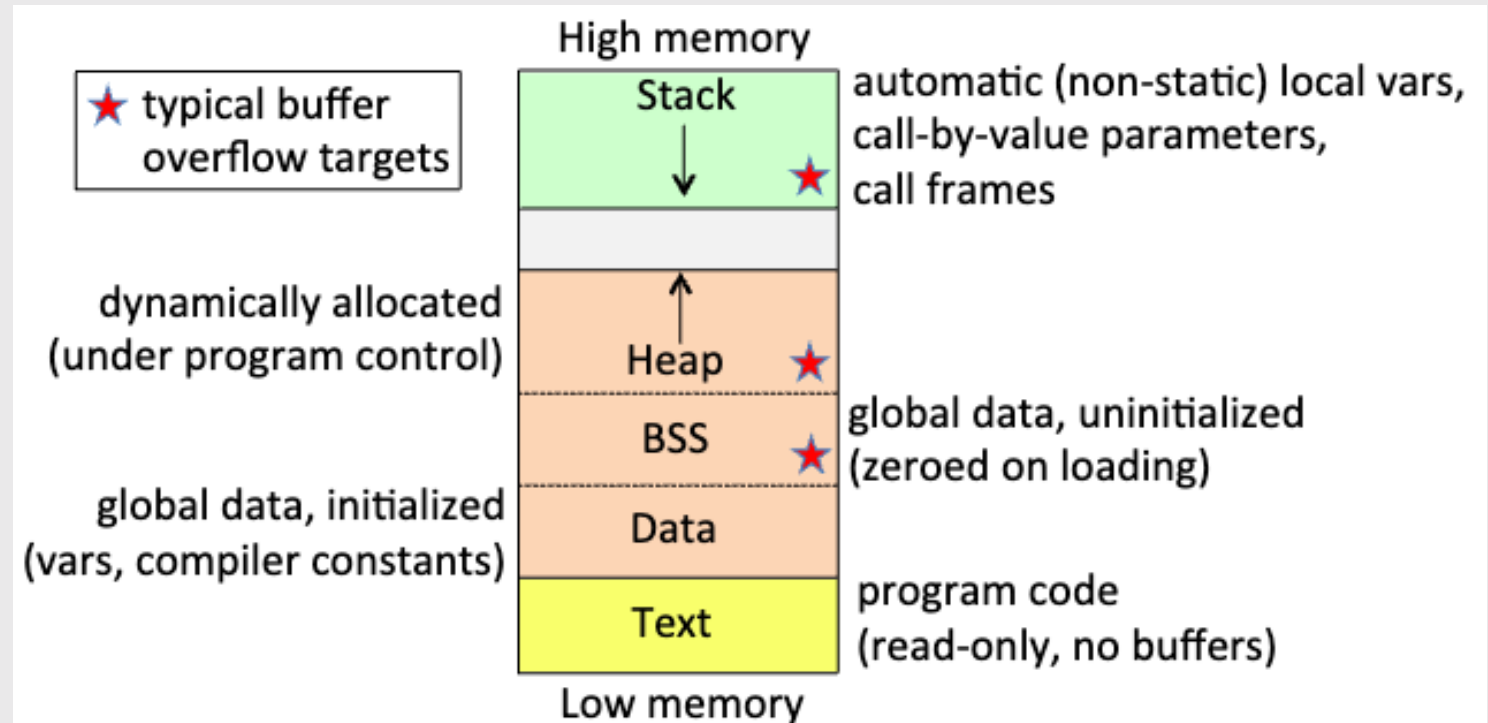 High memory
★ typical buffer
overflow targets
Stack
automatic (non-static) local vars,
call-by-value parameters,
call frames
dynamically allocated
(under program control)
Heap
BSS
global data, uninitialized
(zeroed on loading)
global data, initialized
(vars, compiler constants)
Data
Text
program code
(read-only, no buffers)
Low memory